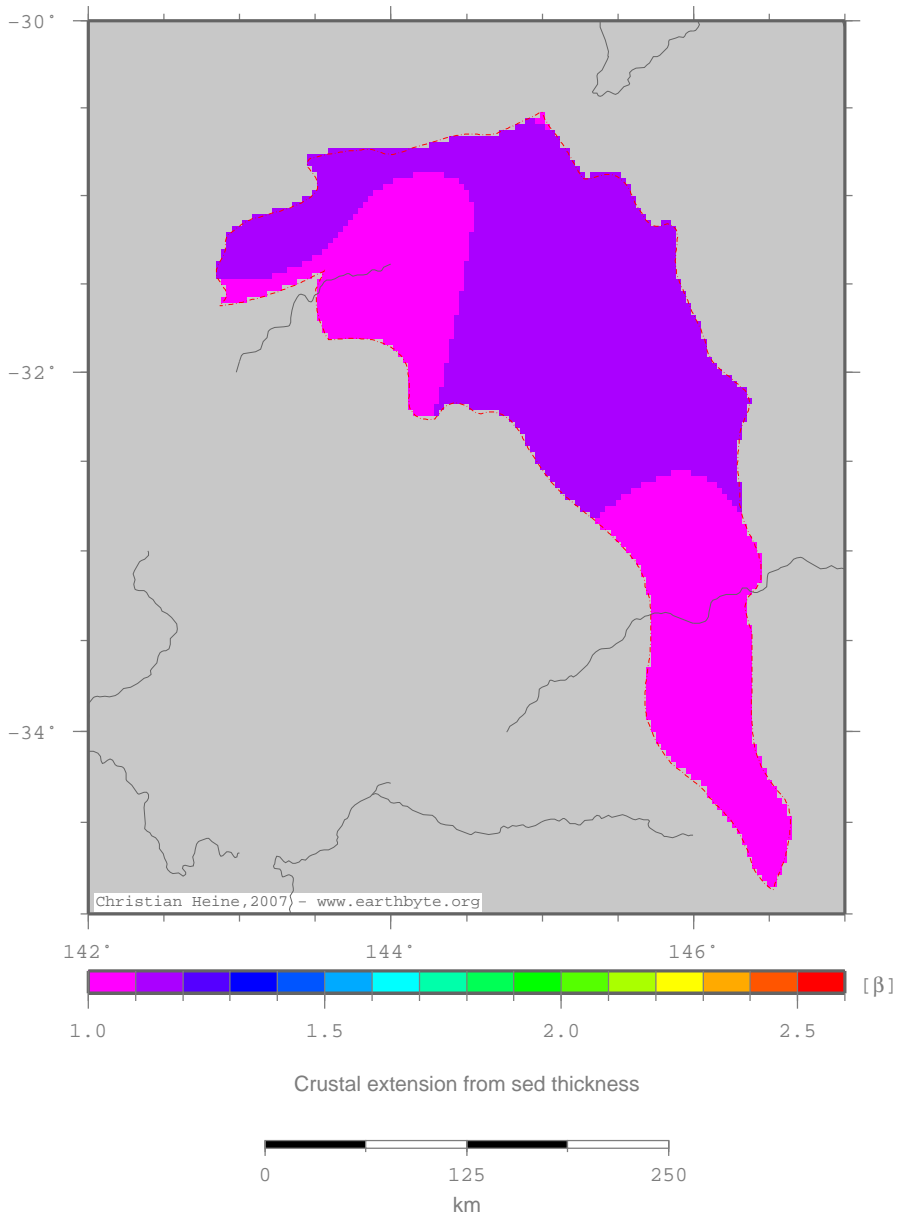 -30°
-32°
-34°
Christian Heine,2007 - www.earthbyte.org
142° 144° 146°
[β]
1.0 1.5 2.0 2.5
Crustal extension from sed thickness
0 125 250
km